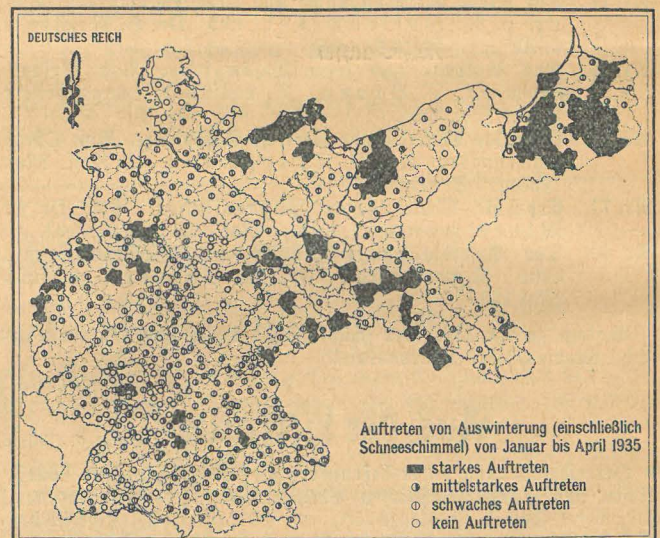 DEUTSCHES REICH
B
R
A
Auftreten von Auswinterung (einschließlich
Schneeschimmel) von Januar bis April 1935
starkes Auftreten
mittelstarkes Auftreten
schwaches Auftreten
kein Auftreten